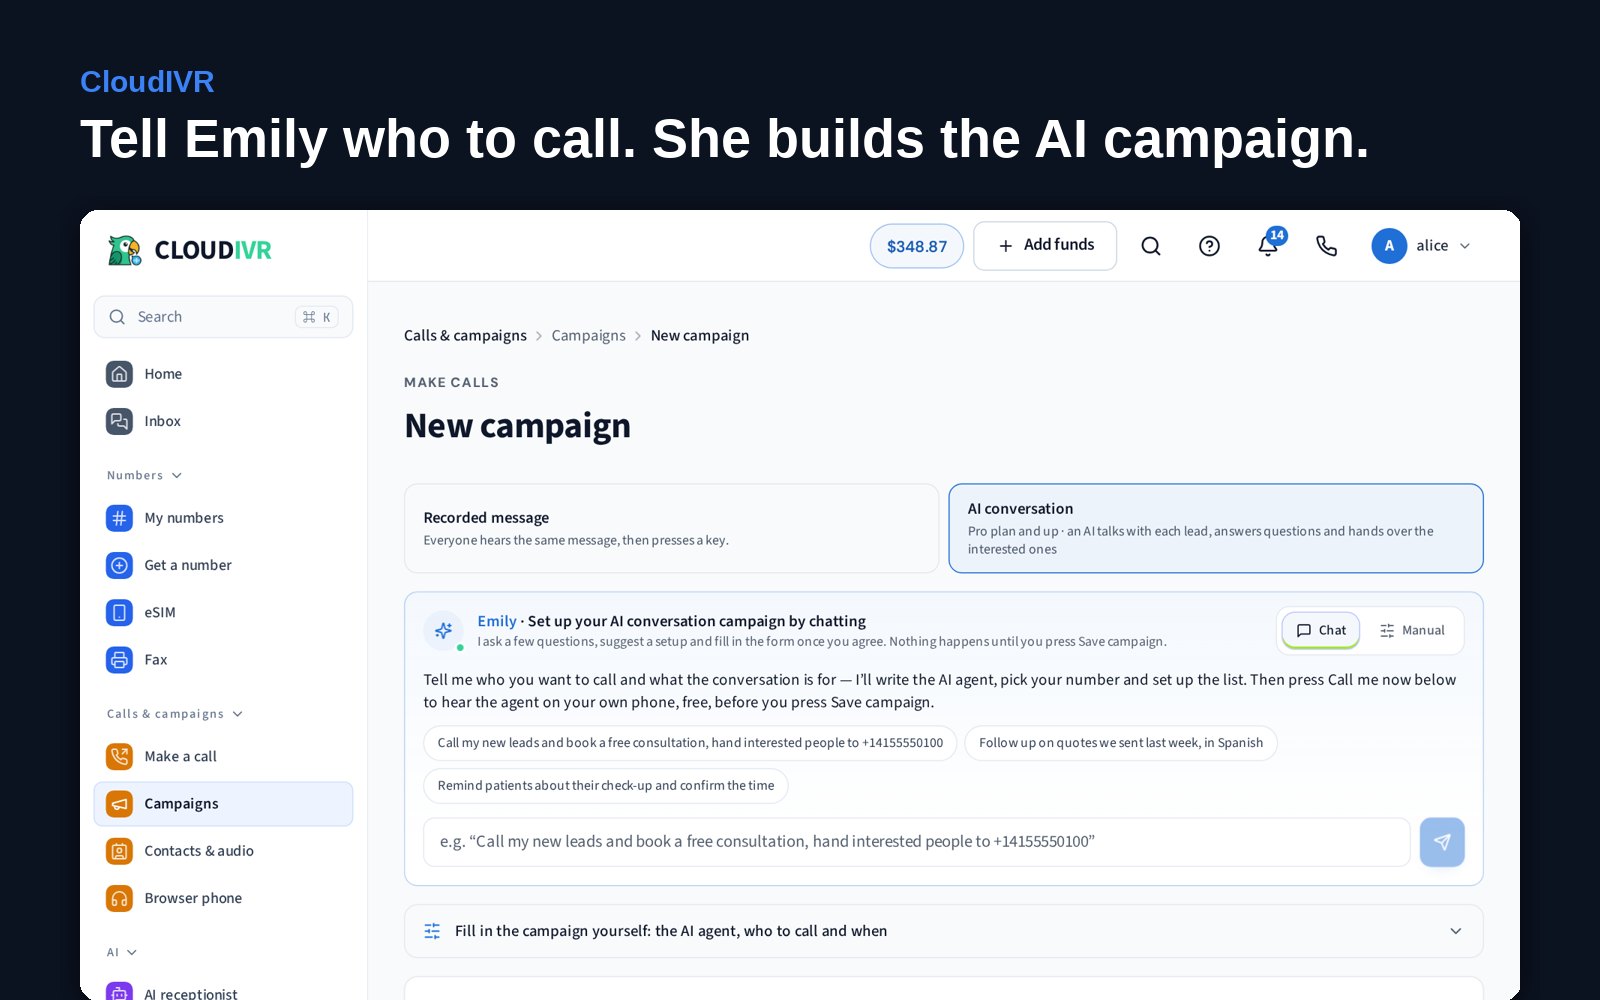 CloudIVR
Tell Emily who to call. She builds the AI campaign.
CLOUDIVR
$348.87
Add funds
14
A
alice
Search
⌘ K
Home
Inbox
Numbers
My numbers
Get a number
eSIM
Fax
Calls & campaigns
Make a call
Campaigns
Contacts & audio
Browser phone
AI
AI receptionist
Calls & campaigns > Campaigns > New campaign
MAKE CALLS
New campaign
Recorded message
Everyone hears the same message, then presses a key.
AI conversation
Pro plan and up · an AI talks with each lead, answers questions and hands over the
interested ones
Emily · Set up your AI conversation campaign by chatting
I ask a few questions, suggest a setup and fill in the form once you agree. Nothing happens until you press Save campaign.
Chat
Manual
Tell me who you want to call and what the conversation is for — I’ll write the AI agent, pick your number and set up the list. Then press Call me now below
to hear the agent on your own phone, free, before you press Save campaign.
Call my new leads and book a free consultation, hand interested people to +14155550100
Follow up on quotes we sent last week, in Spanish
Remind patients about their check-up and confirm the time
e.g. “Call my new leads and book a free consultation, hand interested people to +14155550100”
Fill in the campaign yourself: the AI agent, who to call and when